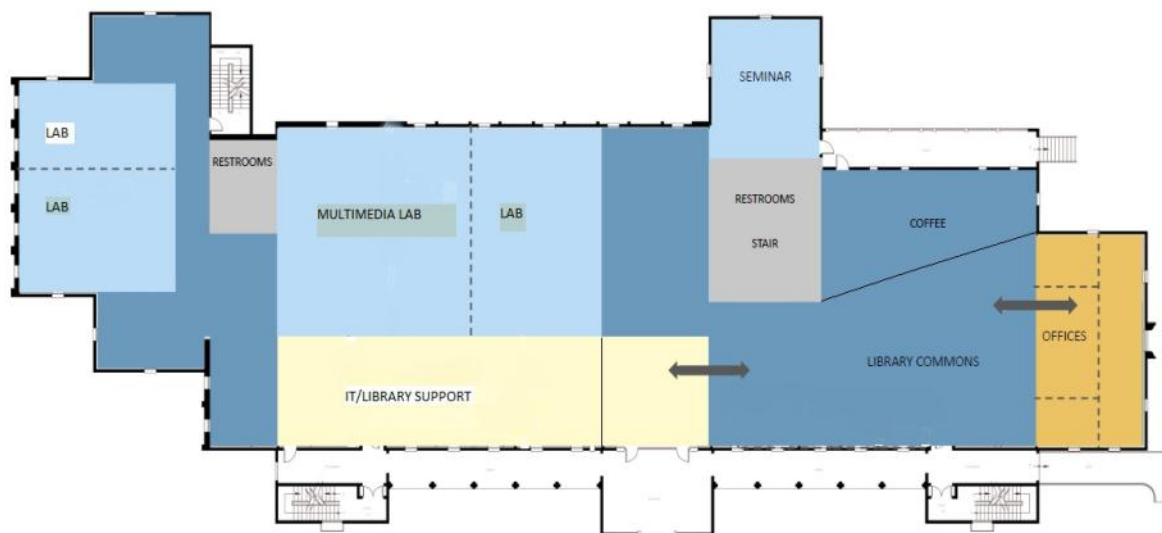 SEMINAR
LAB
RESTROOMS
LAB
MULTIMEDIA LAB
LAB
RESTROOMS
STAIR
COFFEE
OFFICES
LIBRARY COMMONS
IT/LIBRARY SUPPORT